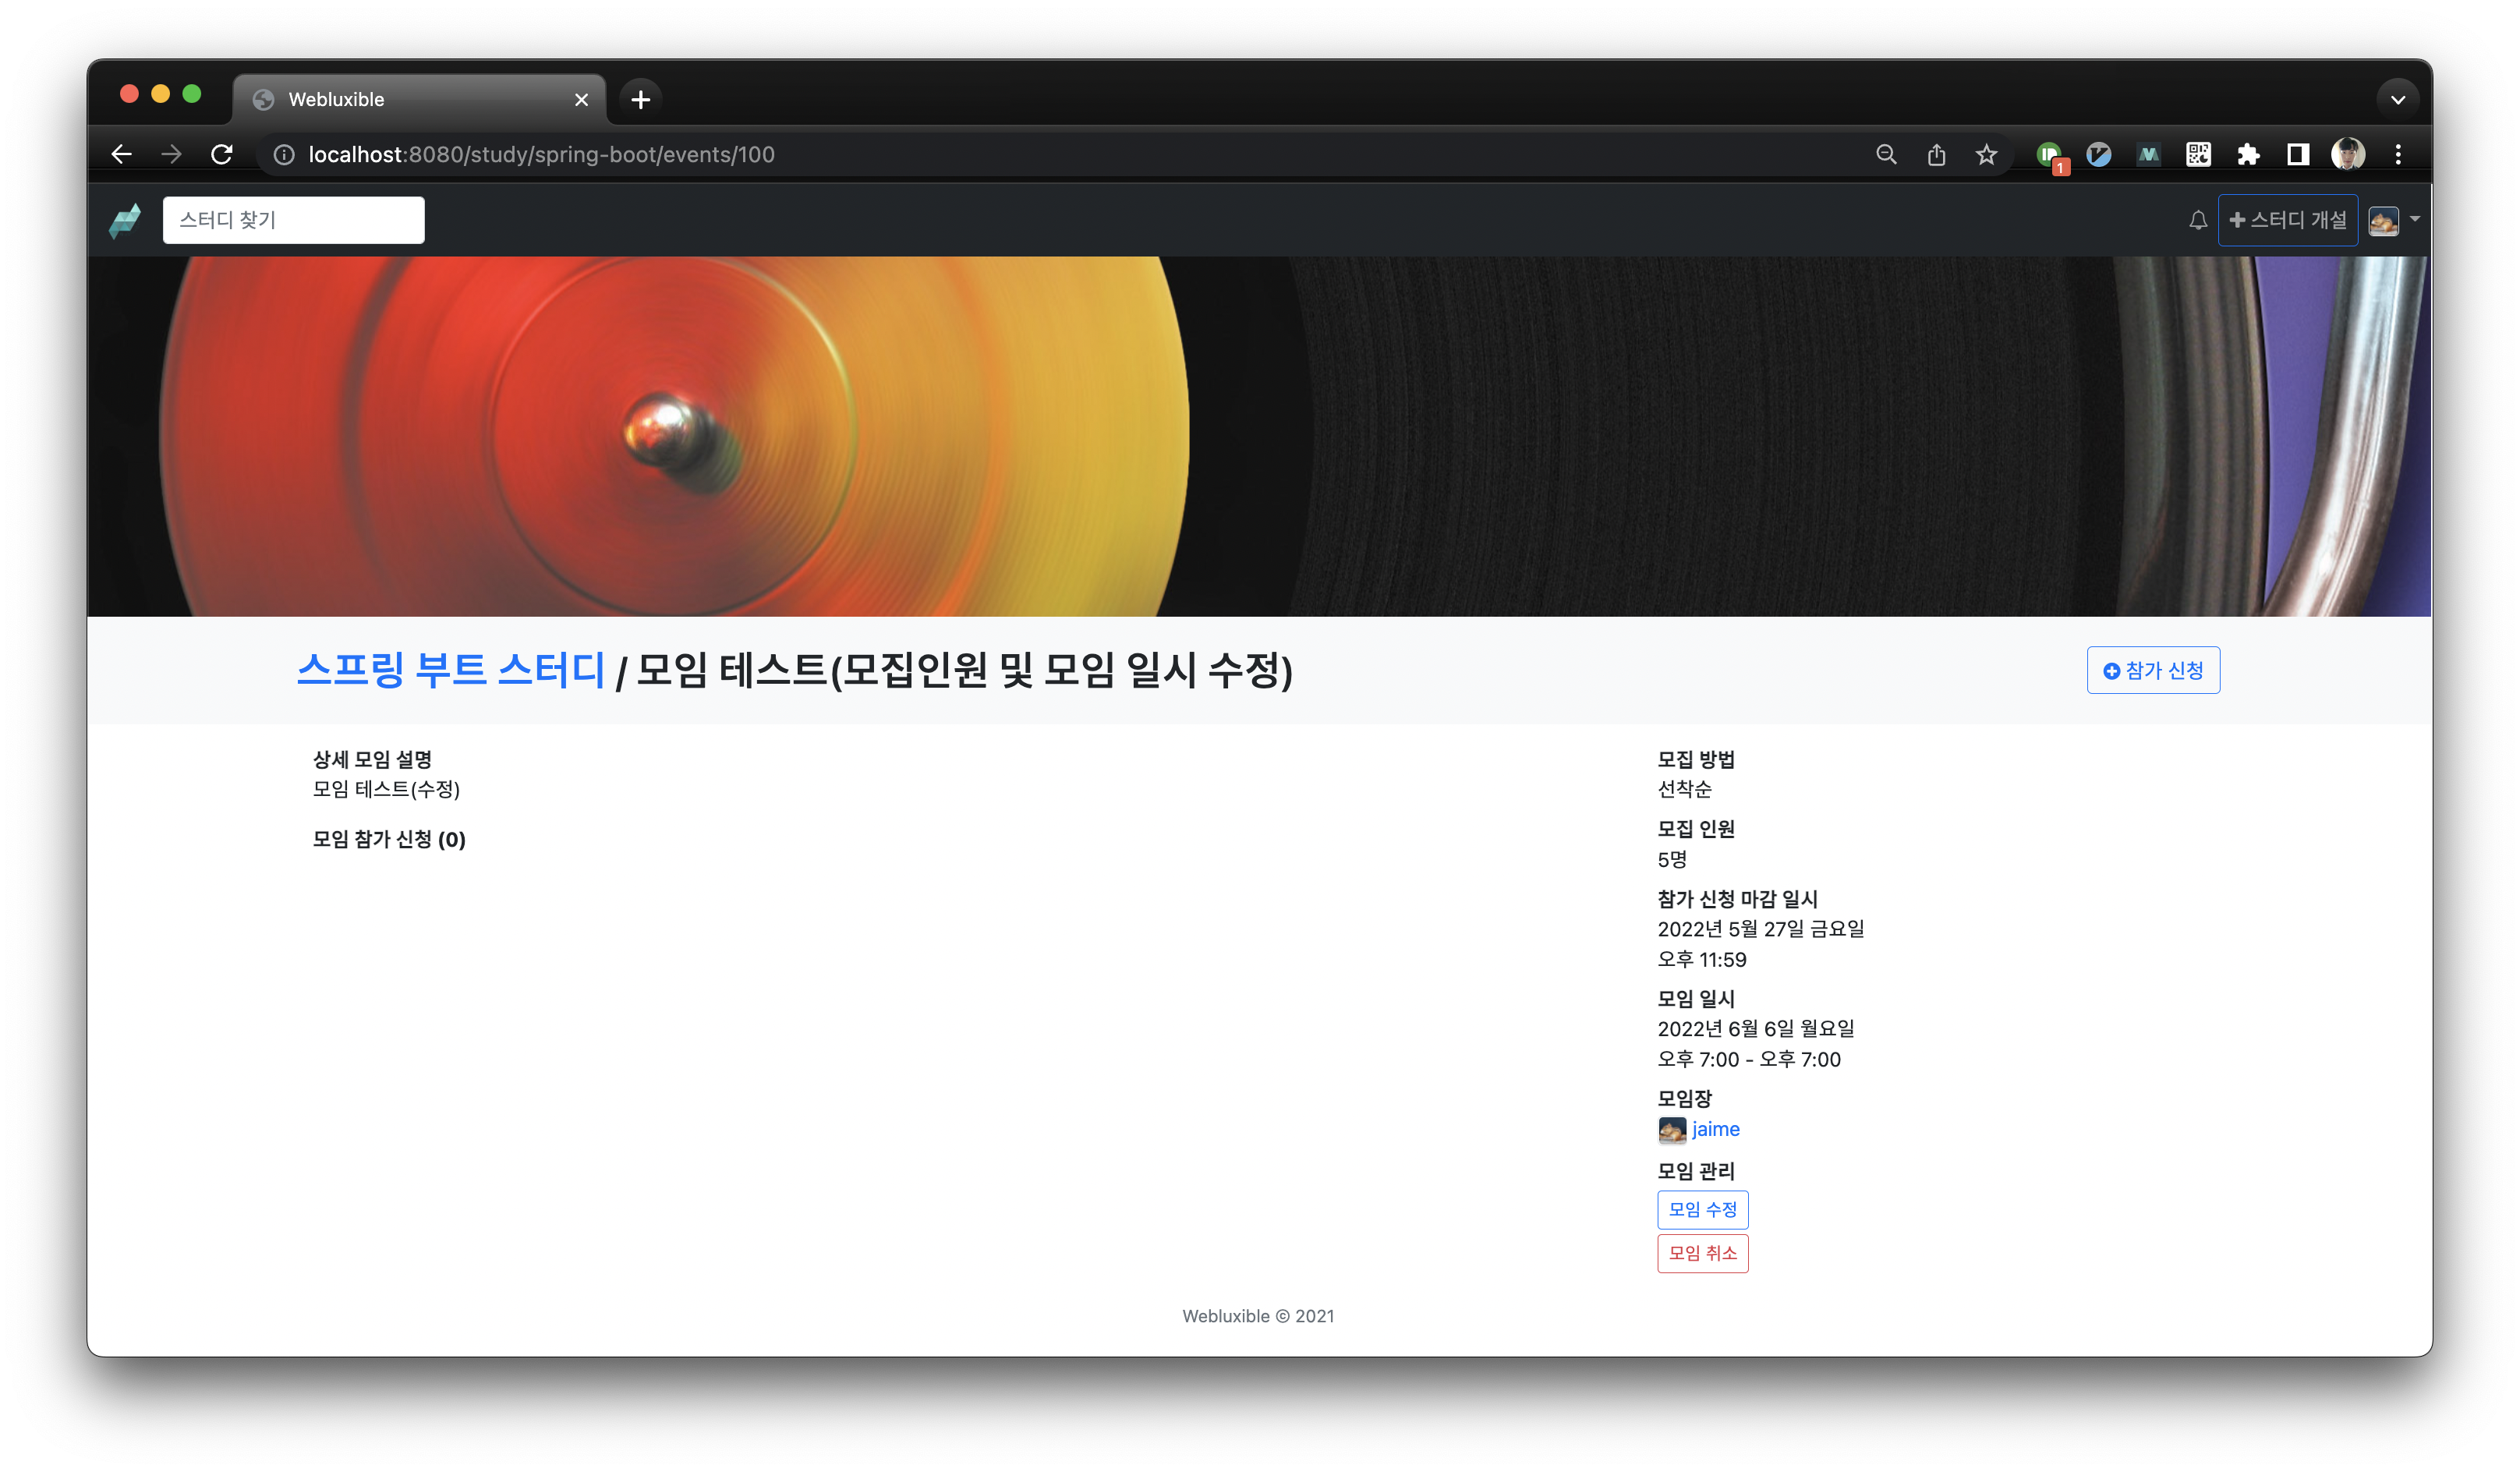 Webluxible
localhost:8080/study/spring-boot/events/100
1
스터디 찾기
스터디 개설
스프링 부트 스터디 / 모임 테스트(모집인원 및 모임 일시 수정)
참가 신청
상세 모임 설명
모임 테스트(수정)
모임 참가 신청 (0)
모집 방법
선착순
모집 인원
5명
참가 신청 마감 일시
2022년 5월 27일 금요일
오후 11:59
모임 일시
2022년 6월 6일 월요일
오후 7:00 - 오후 7:00
모임장
jaime
모임 관리
모임 수정
모임 취소
Webluxible © 2021